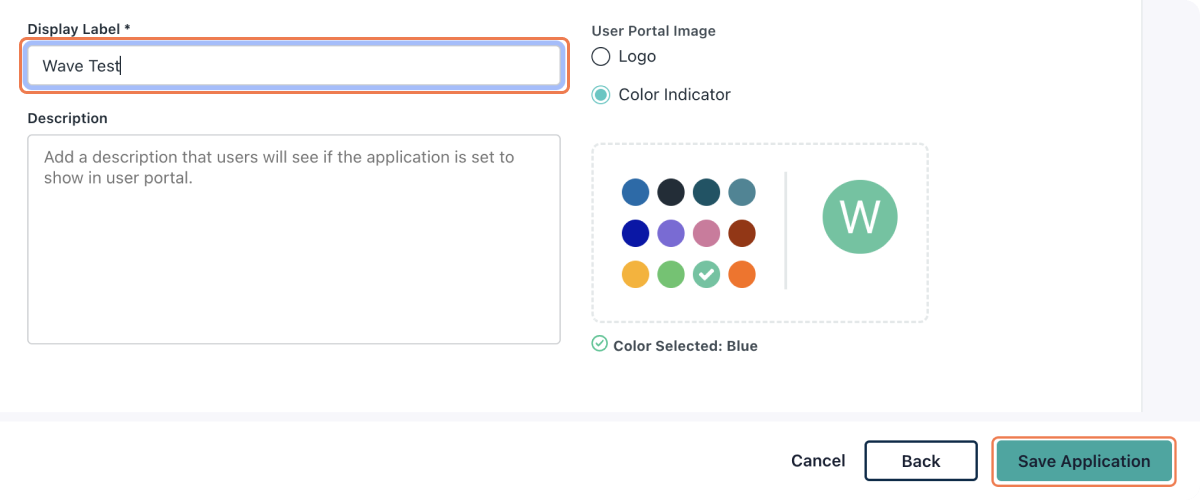 Display Label *
Wave Test
Description
Add a description that users will see if the application is set to
show in user portal.
User Portal Image
Logo
Color Indicator
W
Color Selected: Blue
Cancel
Back
Save Application